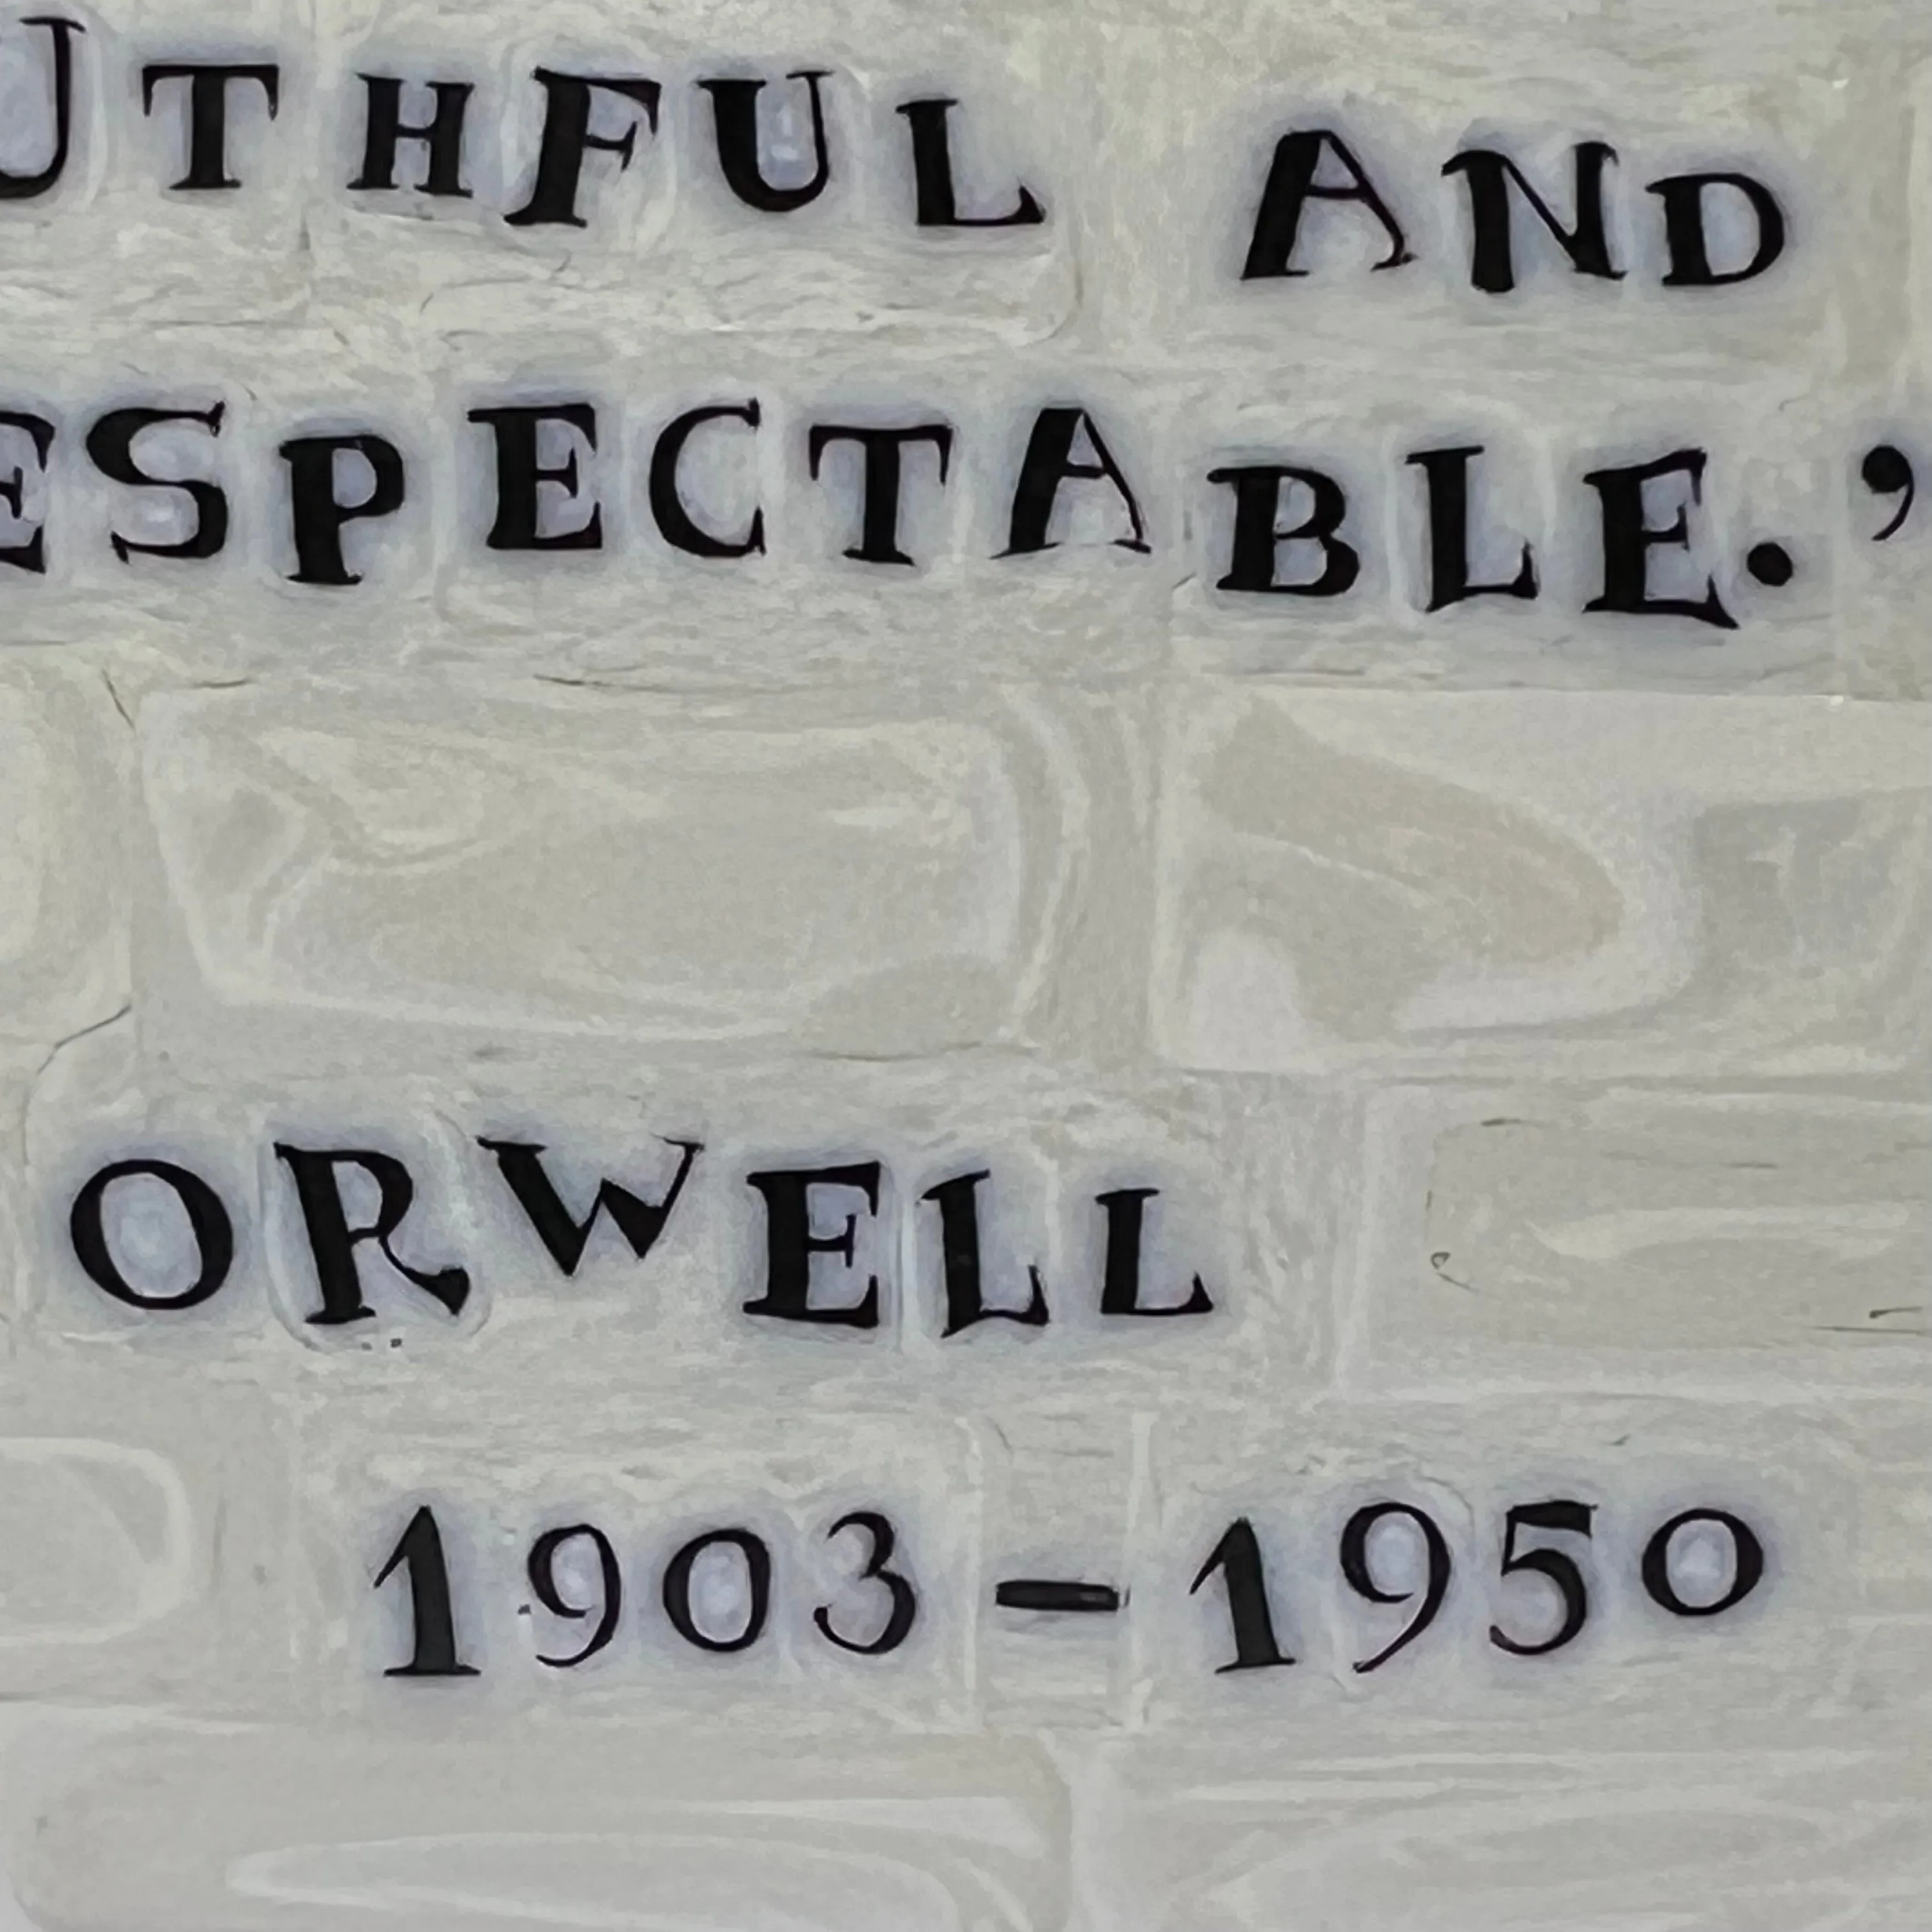 UTHFUL AND
ESPECTABLE.’
ORWELL
1903–1950